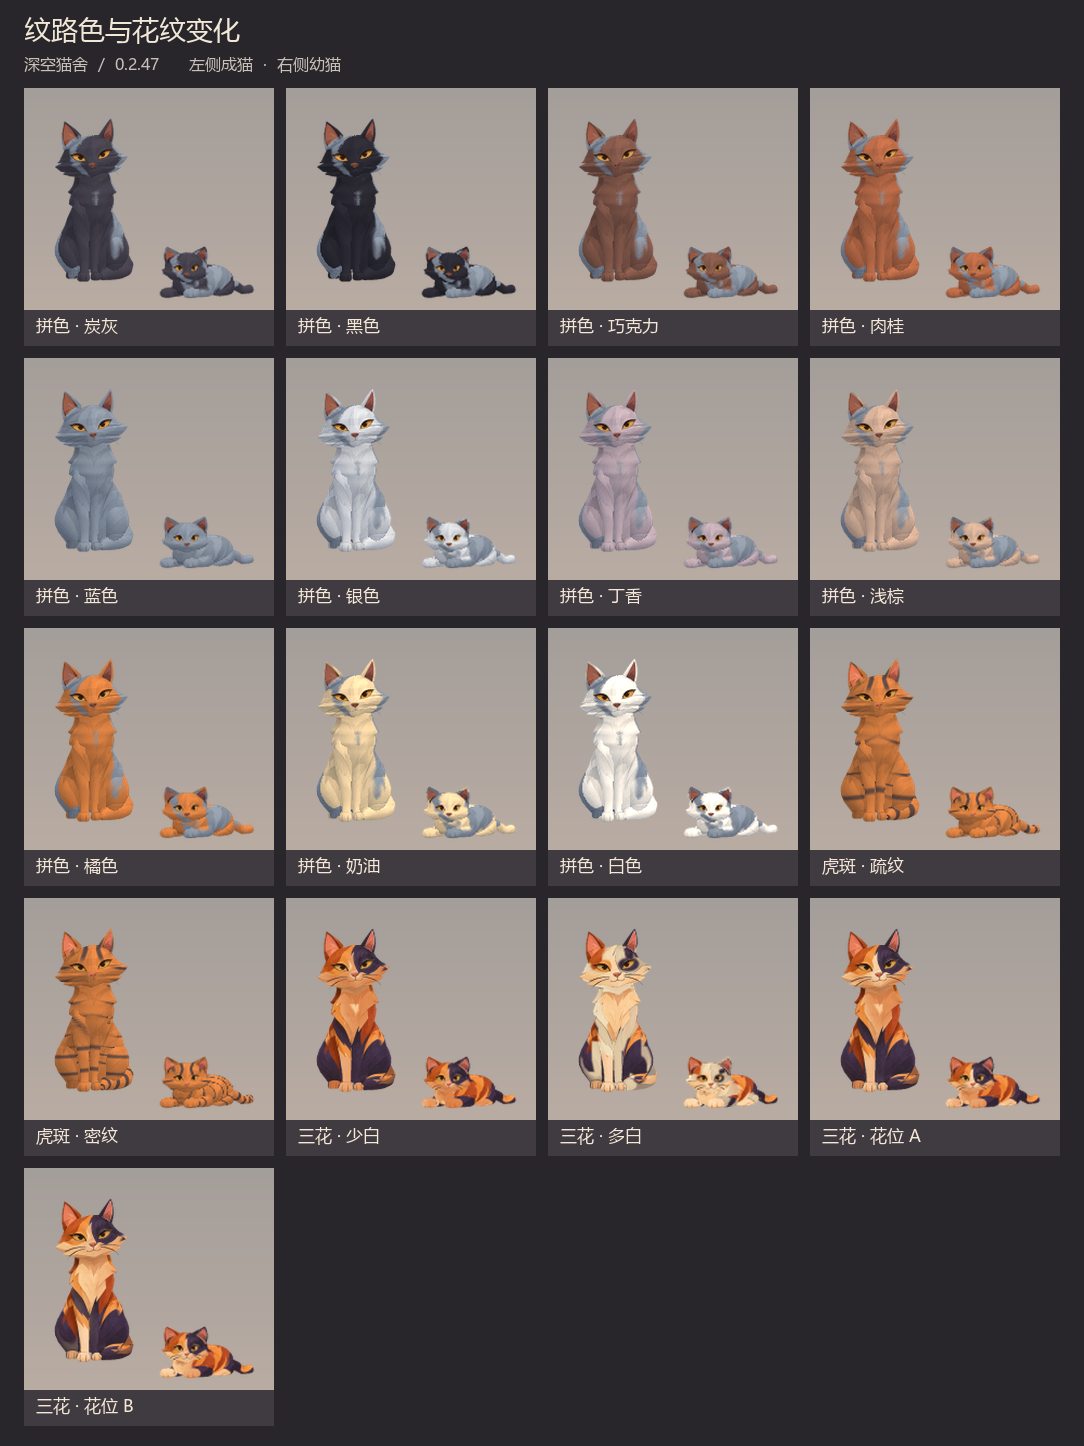 纹路色与花纹变化
深空猫舍 / 0.2.47 左侧成猫 · 右侧幼猫
拼色 · 炭灰
拼色 · 黑色
拼色 · 巧克力
拼色 · 肉桂
拼色 · 蓝色
拼色 · 银色
拼色 · 丁香
拼色 · 浅棕
拼色 · 橘色
拼色 · 奶油
拼色 · 白色
虎斑 · 疏纹
虎斑 · 密纹
三花 · 少白
三花 · 多白
三花 · 花位 A
三花 · 花位 B